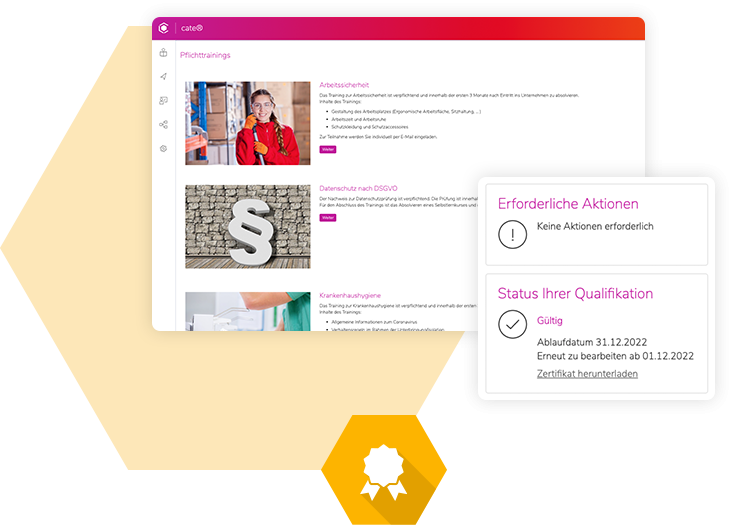 cate®
Pflichttrainings
Arbeitssicherheit
Das Training zur Arbeitssicherheit ist verpflichtend und innerhalb der ersten 3 Monate nach Eintritt ins Unternehmen zu absolvieren.
Inhalte des Trainings:
Gestaltung des Arbeitsplatzes (Ergonomische Arbeitsfläche, Sitzhaltung, ...)
Arbeitszeit und Arbeitsruhe
Schutzkleidung und Schutzaccessoires
Zur Teilnahme werden Sie individuell per E-Mail eingeladen.
Weiter
Datenschutz nach DSGVO
Der Nachweis zur Datenschutzprüfung ist verpflichtend. Die Prüfung ist innerhal
Für den Abschluss des Trainings ist das Absolvieren eines Selbstlernkurses und
Weiter
Krankenhaushygiene
Das Training zur Krankenhaushygiene ist verpflichtend und innerhalb der ersten
Inhalte des Trainings:
Allgemeine Informationen zum Coronavirus
Verhaltensregeln im Rahmen der
Erforderliche Aktionen
Keine Aktionen erforderlich
Status Ihrer Qualifikation
Gültig
Ablaufdatum 31.12.2022
Erneut zu bearbeiten ab 01.12.2022
Zertifikat herunterladen